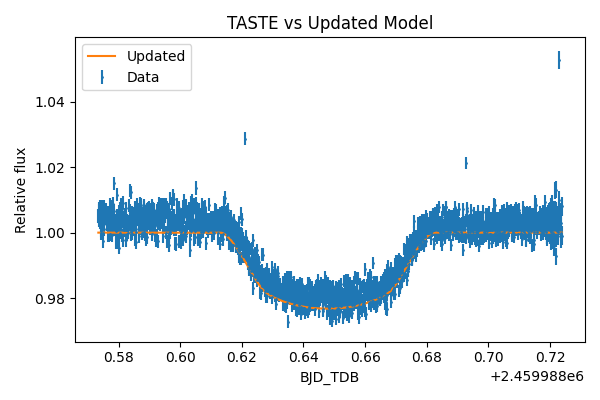 TASTE vs Updated Model
Updated
Data
Relative flux
1.04
1.02
1.00
0.98
0.58 0.60 0.62 0.64 0.66 0.68 0.70 0.72
BJD_TDB
+2.459988e6